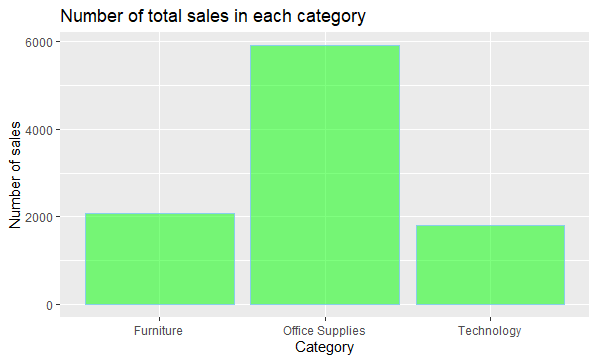 Number of total sales in each category
Number of sales
6000
4000
2000
0
Furniture
Office Supplies
Technology
Category